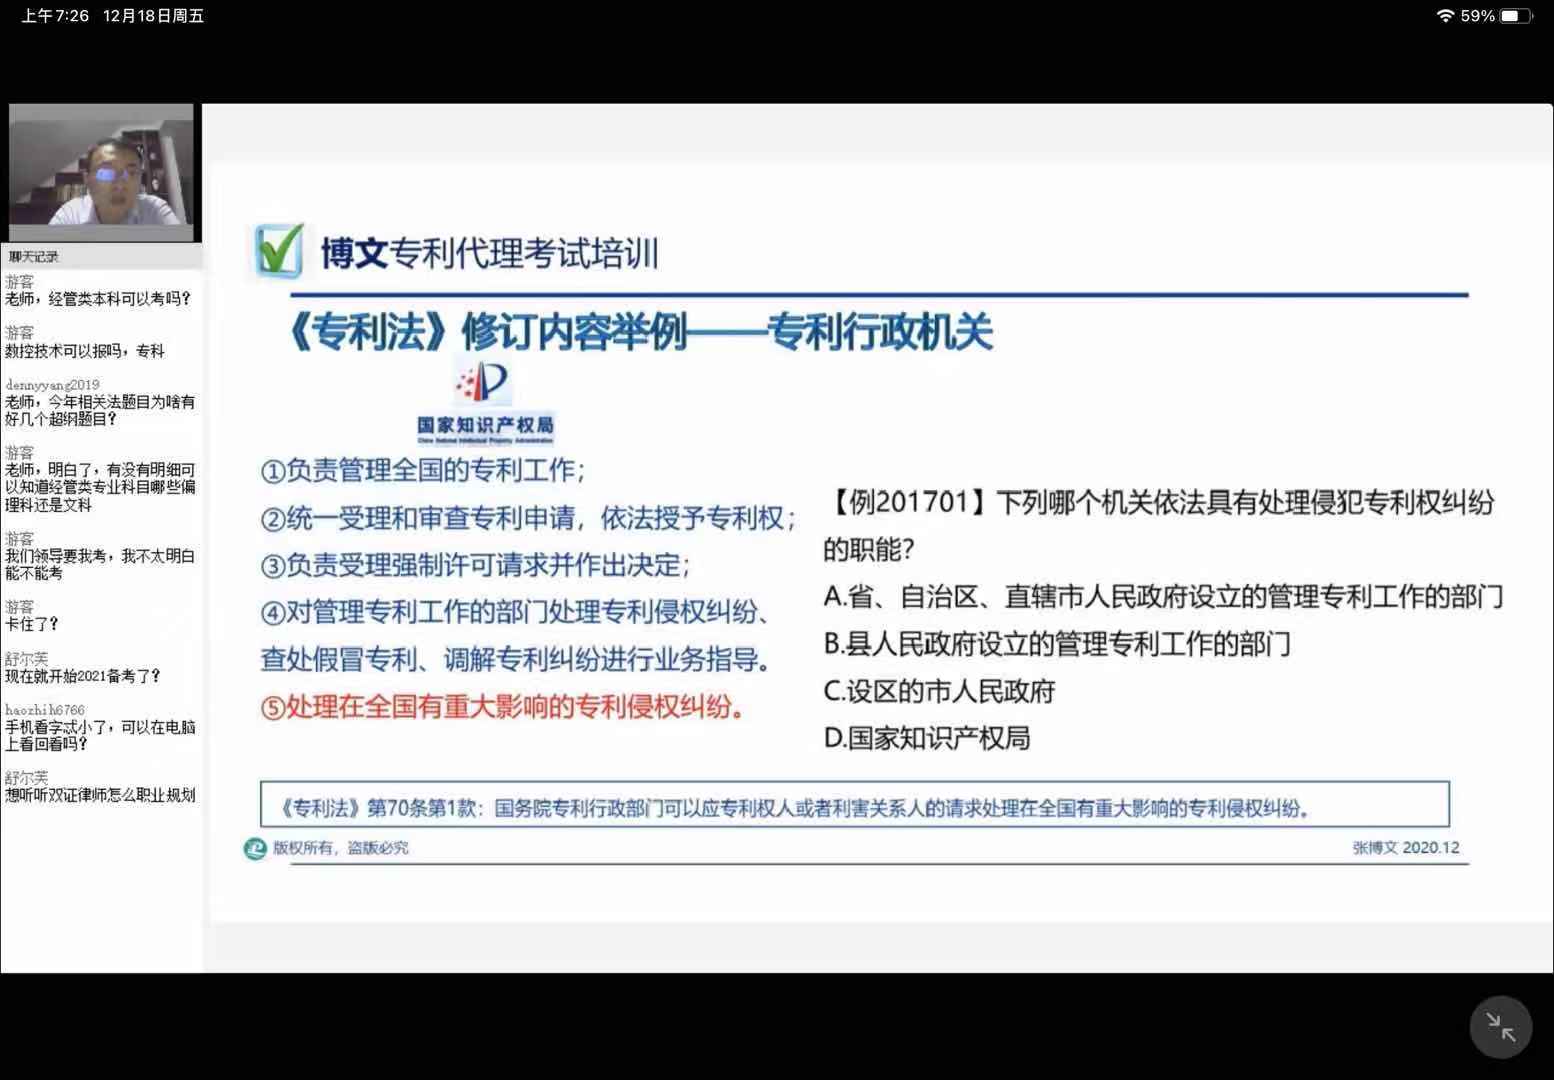 上午7:26 12月18日周五
59%
聊天记录
游客
老师，经管类本科可以考吗？
游客
数控技术可以报吗，专科
dennyyang2019
老师，今年相关法题目为啥有
好几个超纲题目？
游客
老师，明白了，有没有明细可
以知道经管类专业科目哪些偏
理科还是文科
游客
我们领导要我考，我不太明白
能不能考
游客
卡住了？
舒尔芙
现在就开始2021备考了？
haozhih6766
手机看字忒小了，可以在电脑
上看回看吗？
舒尔芙
想听听双证律师怎么职业规划
博文专利代理考试培训
《专利法》修订内容举例——专利行政机关
国家知识产权局
China National Intellectual Property Administration
①负责管理全国的专利工作；
②统一受理和审查专利申请，依法授予专利权；
③负责受理强制许可请求并作出决定；
④对管理专利工作的部门处理专利侵权纠纷、
查处假冒专利、调解专利纠纷进行业务指导。
⑤处理在全国有重大影响的专利侵权纠纷。
【例201701】下列哪个机关依法具有处理侵犯专利权纠纷
的职能？
A.省、自治区、直辖市人民政府设立的管理专利工作的部门
B.县人民政府设立的管理专利工作的部门
C.设区的市人民政府
D.国家知识产权局
《专利法》第70条第1款：国务院专利行政部门可以应专利权人或者利害关系人的请求处理在全国有重大影响的专利侵权纠纷。
版权所有，盗版必究
张博文 2020.12